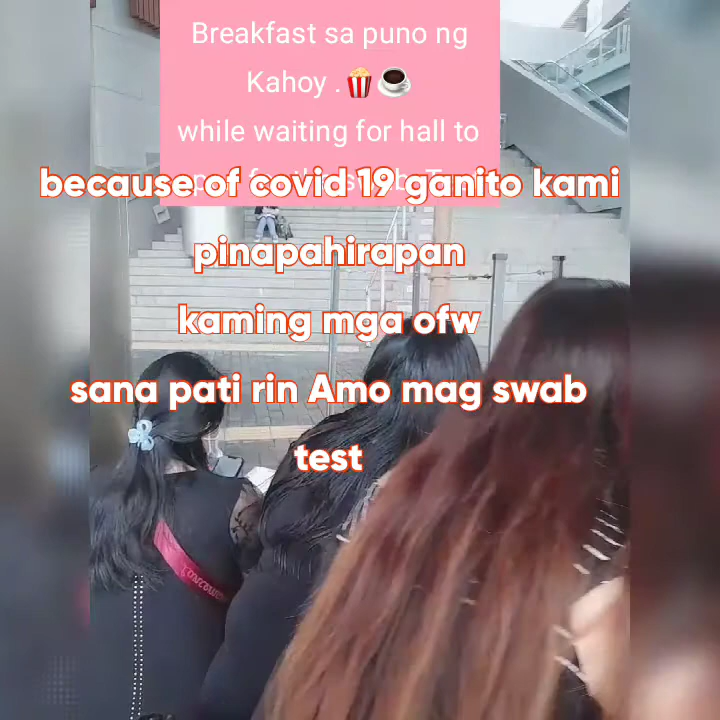 Breakfast sa puno ng
Kahoy . 🍿☕
while waiting for hall to
because of covid 19 ganito kami
pinapahirapan
kaming mga ofw
sana pati rin Amo mag swab
test